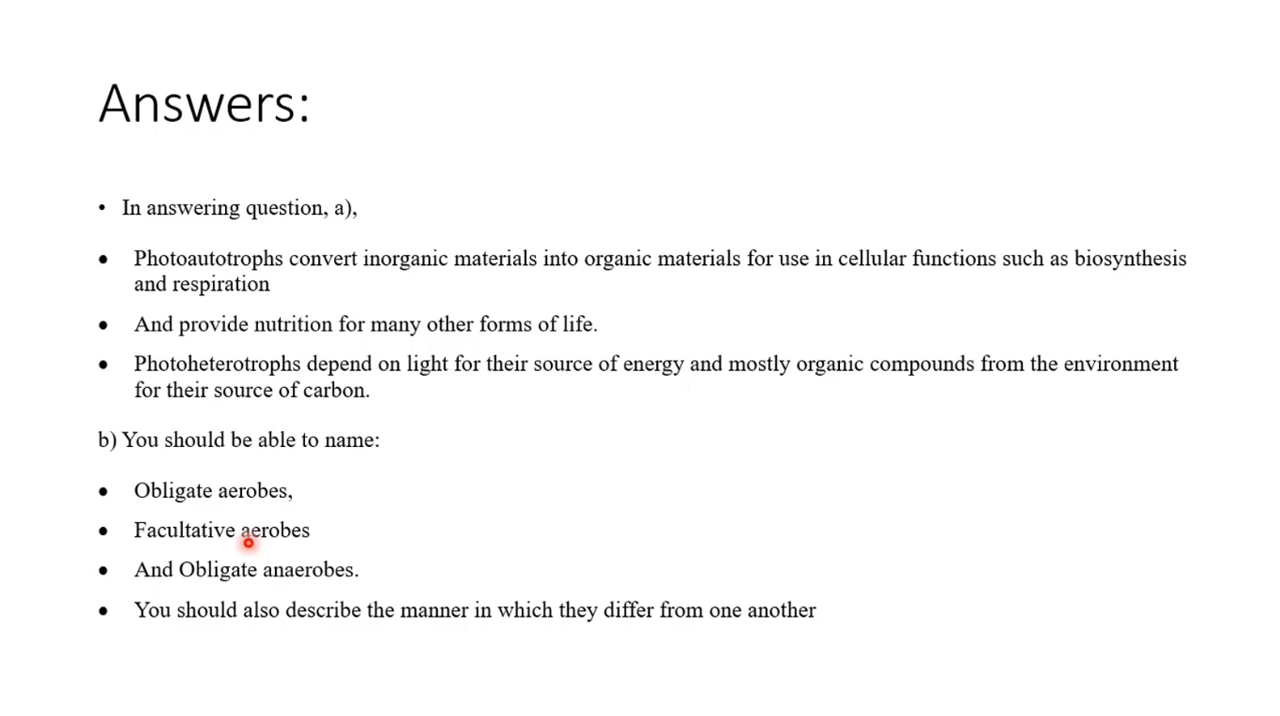 Answers:
• In answering question, a),
• Photoautotrophs convert inorganic materials into organic materials for use in cellular functions such as biosynthesis
and respiration
• And provide nutrition for many other forms of life.
• Photoheterotrophs depend on light for their source of energy and mostly organic compounds from the environment
for their source of carbon.
b) You should be able to name:
• Obligate aerobes,
• Facultative aerobes
• And Obligate anaerobes.
• You should also describe the manner in which they differ from one another